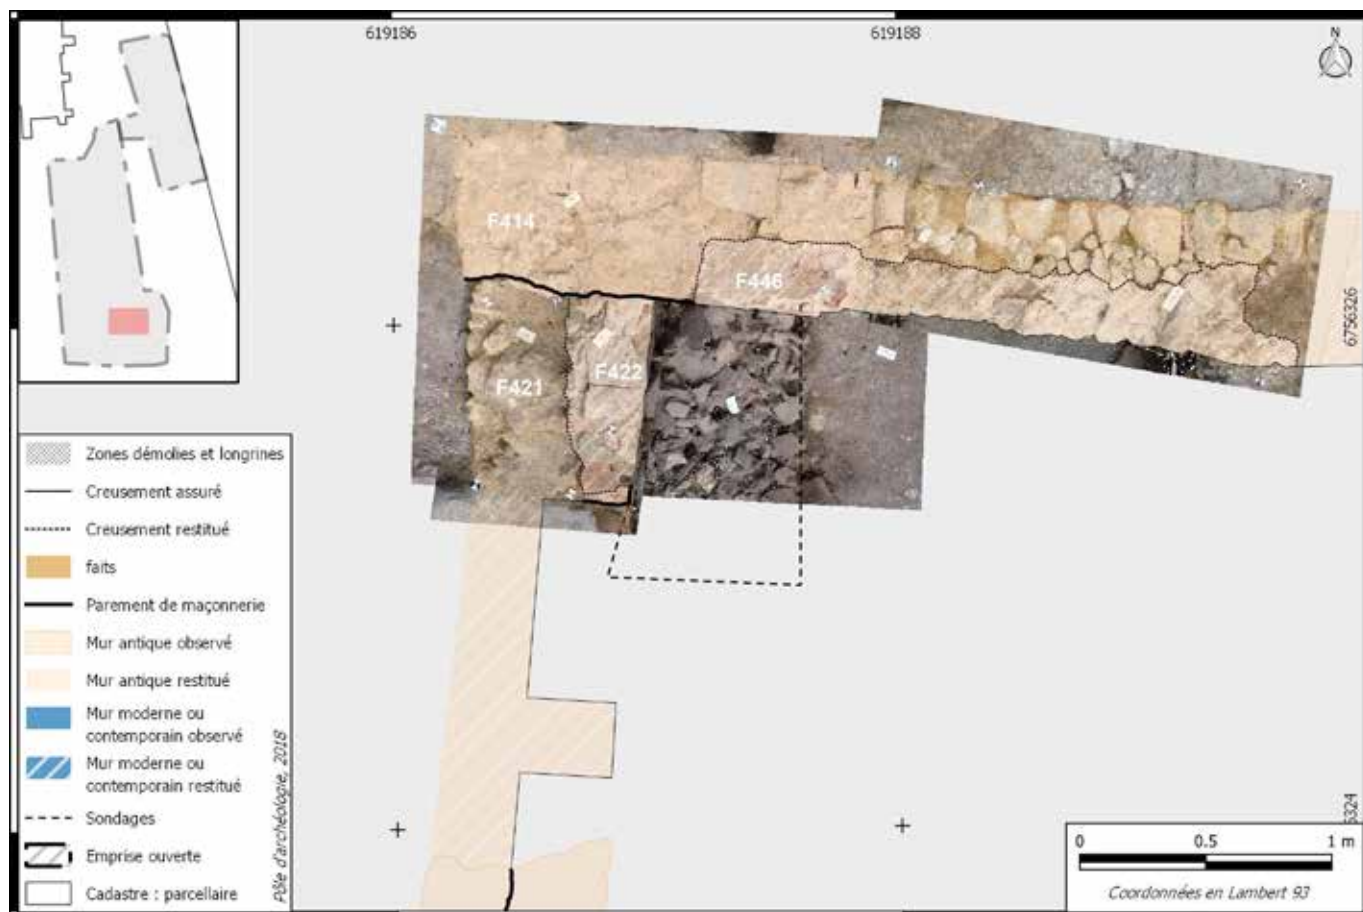 619186
619188
N
F414
F446
6756326
F421
F422
Zones démolies et longrines
Creusement assuré
Creusement restitué
faits
Parement de maçonnerie
Mur antique observé
Mur antique restitué
Mur moderne ou
contemporain observé
Mur moderne ou
contemporain restitué
Sondages
Emprise ouverte
Cadastre : parcellaire
Pôle d'archéologie, 2018
0 0.5 1 m
Coordonnées en Lambert 93